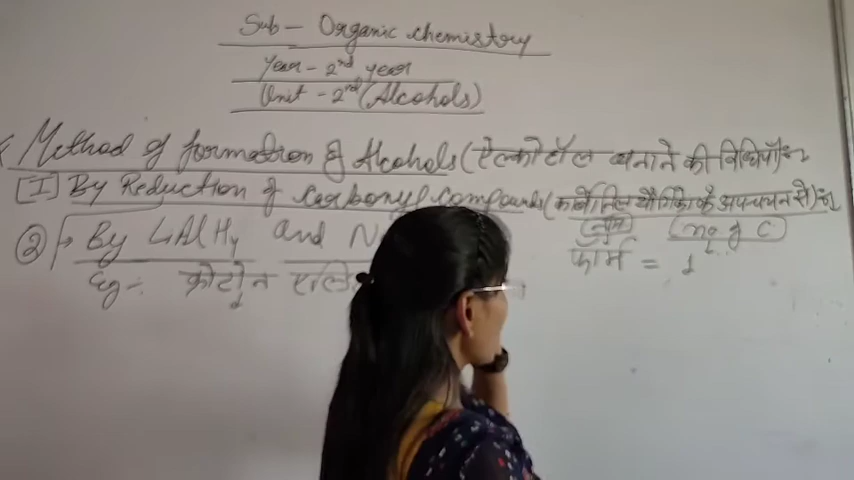 Sub - Organic chemistry
Year - 2nd year
Unit - 2nd (Alcohols)
Method of formation of Alcohols (ऐल्कोहॉल बनाने की विधियाँ):-
[I] By Reduction of Carbonyl Compounds (कार्बोनिल यौगिको के अपचयन से):-
② By LiAlH4 and N
(नाम) (no of C)
Eg:- क्रोटोन एल्डि
फॉर्म = 1